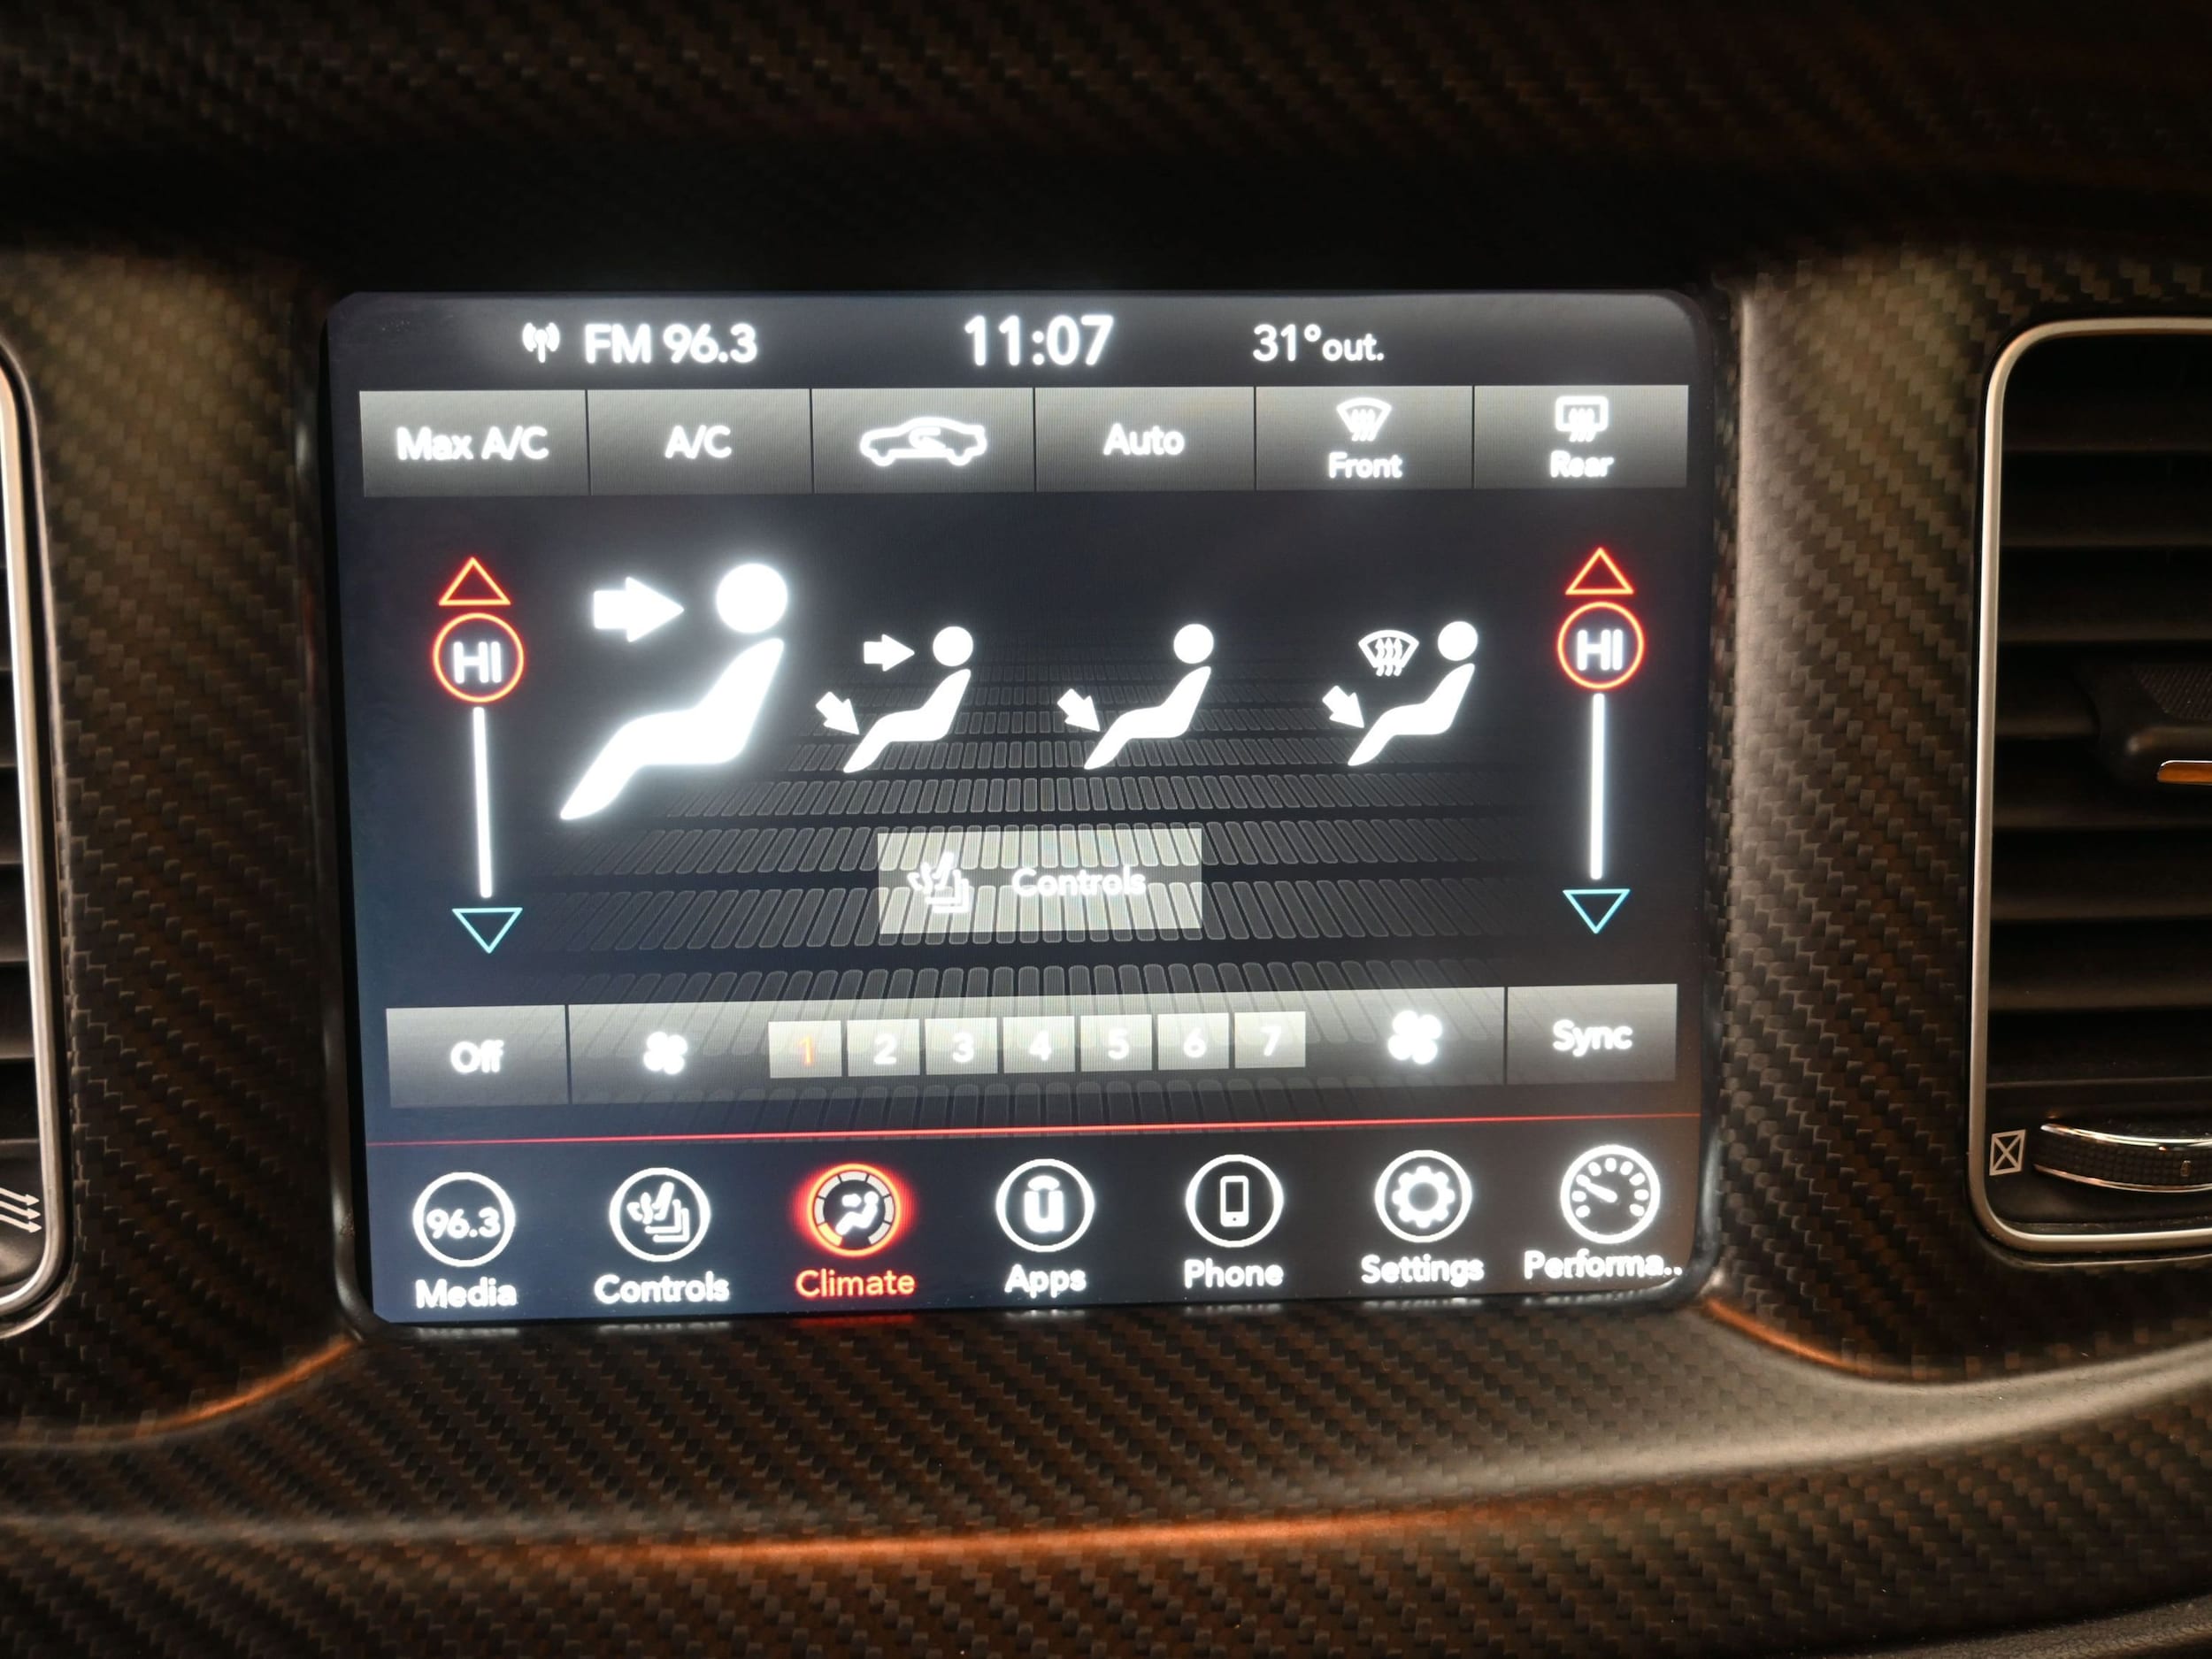 FM 96.3 11:07 31°out.
Max A/C A/C Auto Front Rear
HI HI
Controls
Off 1 2 3 4 5 6 7 Sync
96.3
Media Controls Climate Apps Phone Settings Performa..